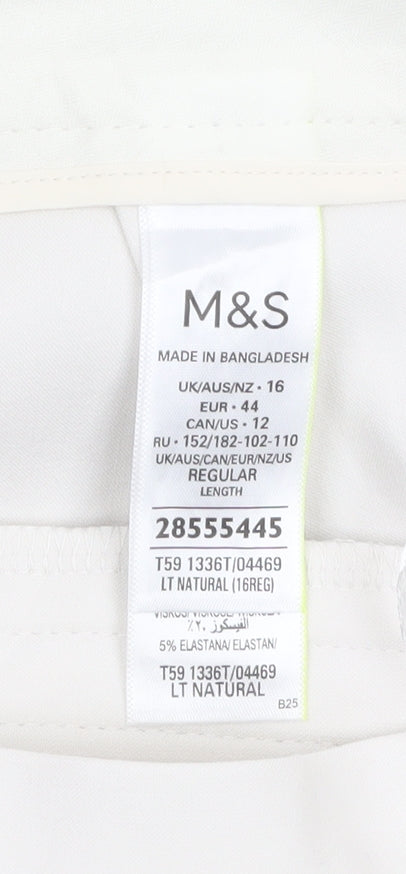 M&S
MADE IN BANGLADESH
UK/AUS/NZ • 16
EUR • 44
CAN/US • 12
RU • 152/182-102-110
UK/AUS/CAN/EUR/NZ/US
REGULAR
LENGTH
28555445
T59 1336T/04469
LT NATURAL (16REG)
الفيسكوز ٢٠٪
5% ELASTANA/ ELASTAN/
T59 1336T/04469
LT NATURAL
B25